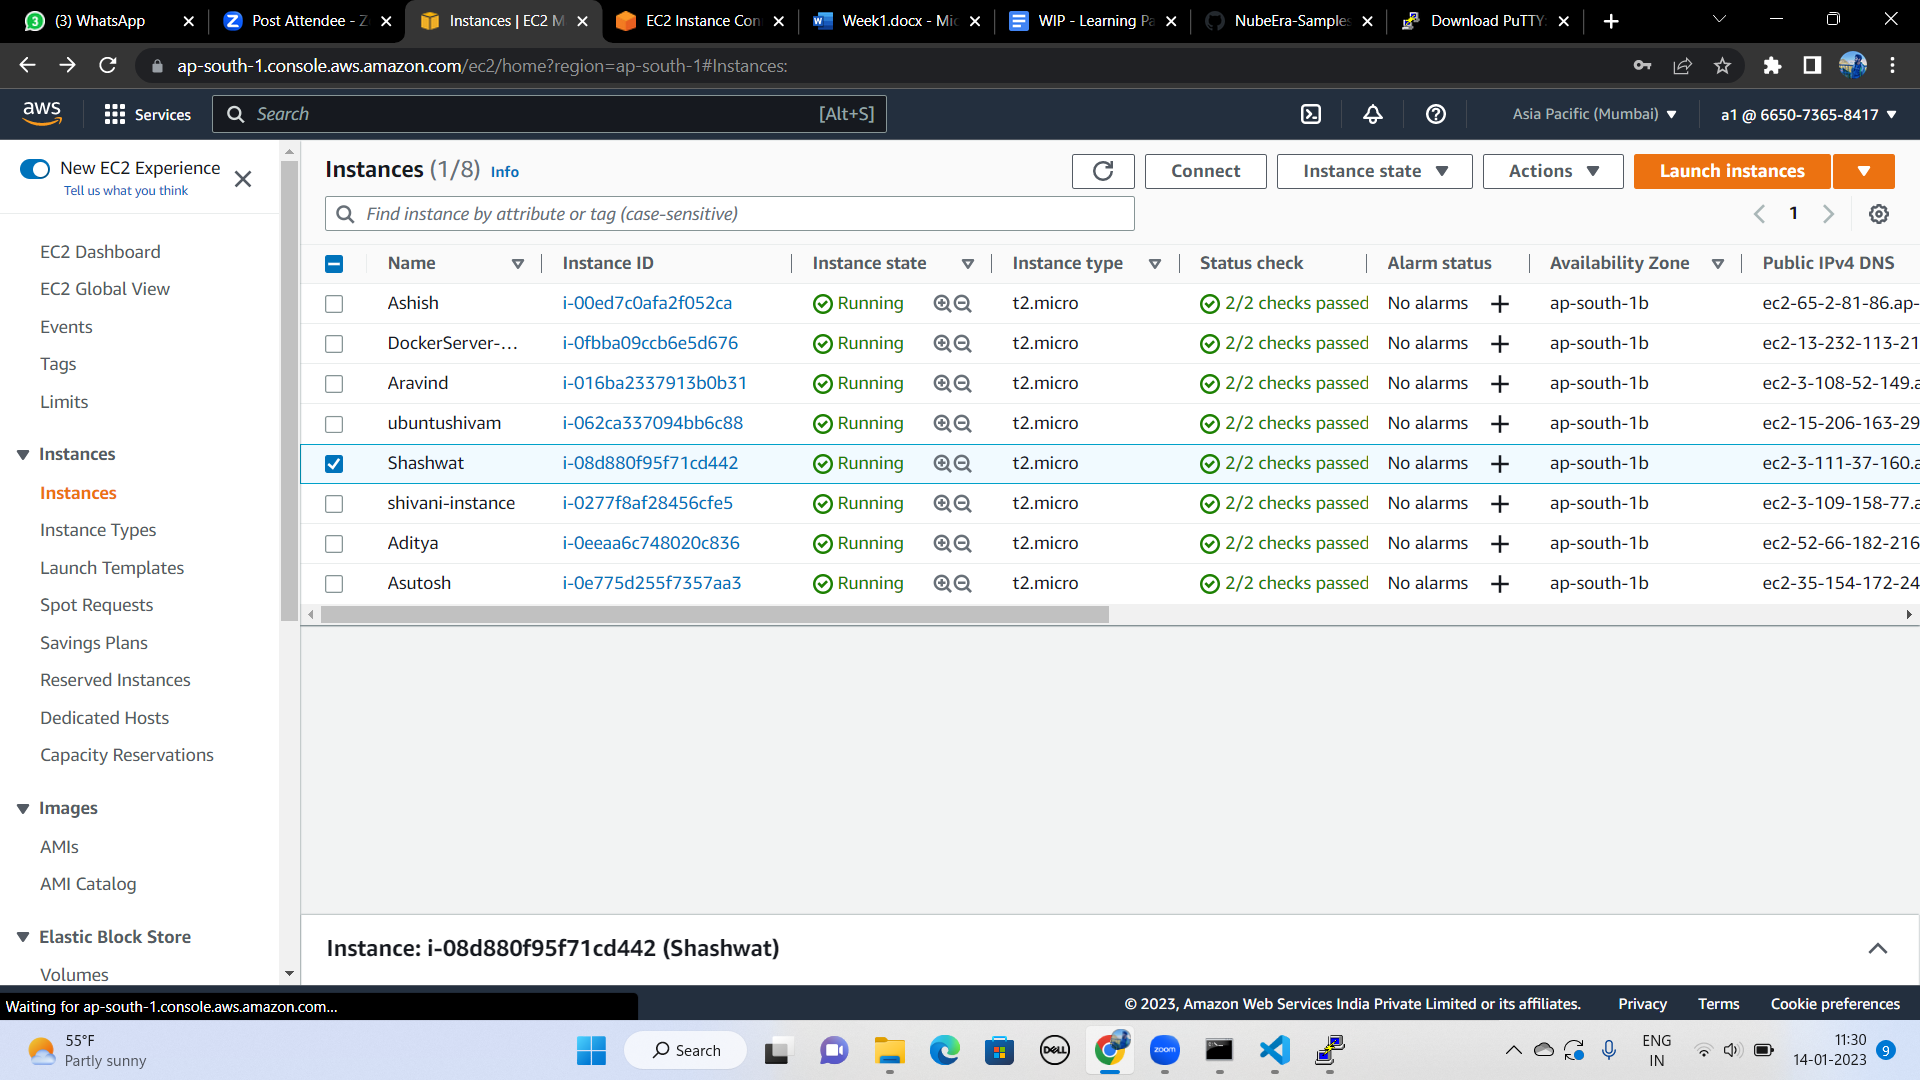 (3) WhatsApp
Post Attendee - Z
Instances | EC2 M
EC2 Instance Con
Week1.docx - Mic
WIP - Learning Pa
NubeEra-Samples
Download PuTTY:
ap-south-1.console.aws.amazon.com/ec2/home?region=ap-south-1#Instances:
aws
Services
Search
[Alt+S]
Asia Pacific (Mumbai)
a1 @ 6650-7365-8417
New EC2 Experience
Tell us what you think
EC2 Dashboard
EC2 Global View
Events
Tags
Limits
Instances
Instances
Instance Types
Launch Templates
Spot Requests
Savings Plans
Reserved Instances
Dedicated Hosts
Capacity Reservations
Images
AMIs
AMI Catalog
Elastic Block Store
Volumes
Instances (1/8) Info
Connect
Instance state
Actions
Launch instances
Find instance by attribute or tag (case-sensitive)
1
Name Instance ID Instance state Instance type Status check Alarm status Availability Zone Public IPv4 DNS
Ashish i-00ed7c0afa2f052ca Running t2.micro 2/2 checks passed No alarms ap-south-1b ec2-65-2-81-86.ap-
DockerServer-... i-0fbba09ccb6e5d676 Running t2.micro 2/2 checks passed No alarms ap-south-1b ec2-13-232-113-21
Aravind i-016ba2337913b0b31 Running t2.micro 2/2 checks passed No alarms ap-south-1b ec2-3-108-52-149.a
ubuntushivam i-062ca337094bb6c88 Running t2.micro 2/2 checks passed No alarms ap-south-1b ec2-15-206-163-29
Shashwat i-08d880f95f71cd442 Running t2.micro 2/2 checks passed No alarms ap-south-1b ec2-3-111-37-160.a
shivani-instance i-0277f8af28456cfe5 Running t2.micro 2/2 checks passed No alarms ap-south-1b ec2-3-109-158-77.a
Aditya i-0eeaa6c748020c836 Running t2.micro 2/2 checks passed No alarms ap-south-1b ec2-52-66-182-216
Asutosh i-0e775d255f7357aa3 Running t2.micro 2/2 checks passed No alarms ap-south-1b ec2-35-154-172-24
Instance: i-08d880f95f71cd442 (Shashwat)
Waiting for ap-south-1.console.aws.amazon.com...
© 2023, Amazon Web Services India Private Limited or its affiliates.
Privacy
Terms
Cookie preferences
55°F
Partly sunny
Search
DELL
zoom
ENG
IN
11:30
14-01-2023
9